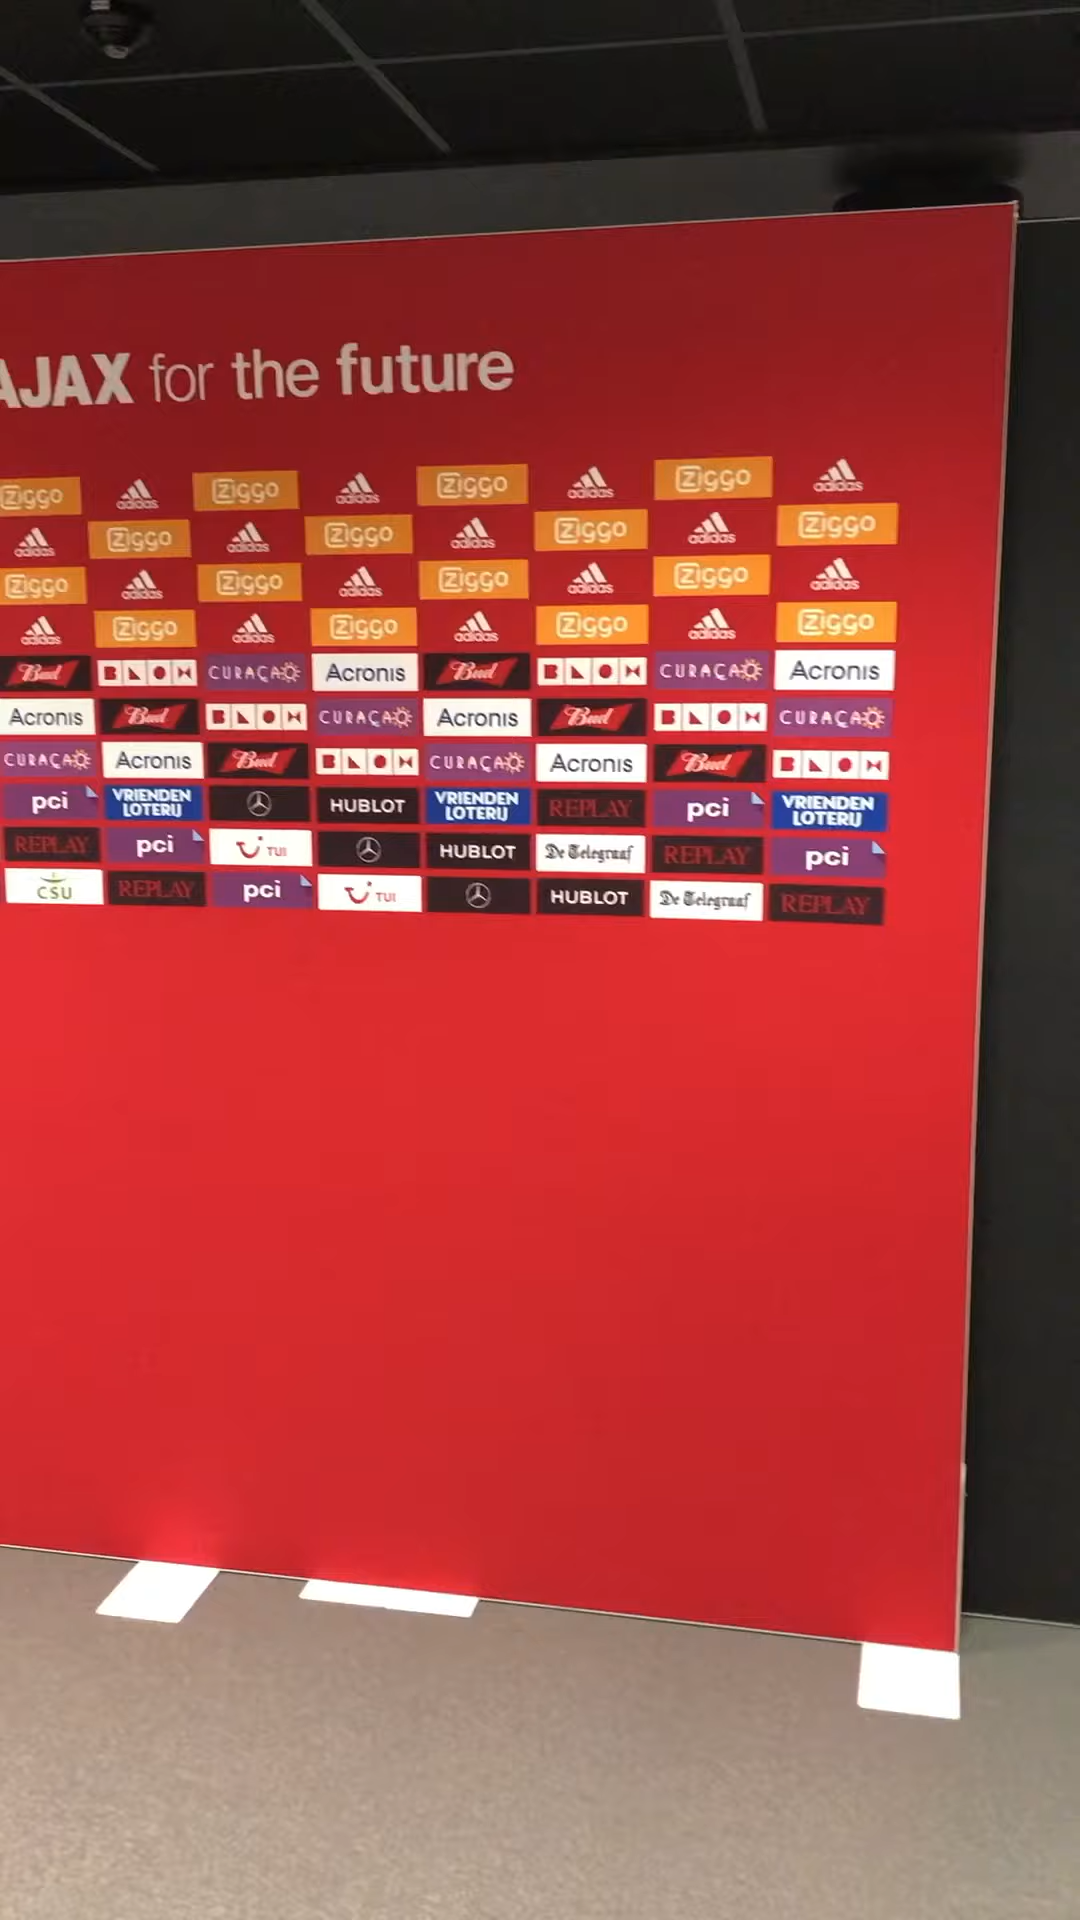 AJAX for the future
Ziggo adidas Ziggo adidas Ziggo adidas Ziggo adidas
adidas Ziggo adidas Ziggo adidas Ziggo adidas Ziggo
Ziggo adidas Ziggo adidas Ziggo adidas Ziggo adidas
adidas Ziggo adidas Ziggo adidas Ziggo adidas Ziggo
Bud BLOM CURAÇAO Acronis Bud BLOM CURAÇAO Acronis
Acronis Bud BLOM CURAÇAO Acronis Bud BLOM CURAÇAO
CURAÇAO Acronis Bud BLOM CURAÇAO Acronis Bud BLOM
pci VRIENDEN LOTERIJ HUBLOT VRIENDEN LOTERIJ REPLAY pci VRIENDEN LOTERIJ
REPLAY pci TUI HUBLOT De Telegraaf REPLAY pci
CSU REPLAY pci TUI HUBLOT De Telegraaf REPLAY